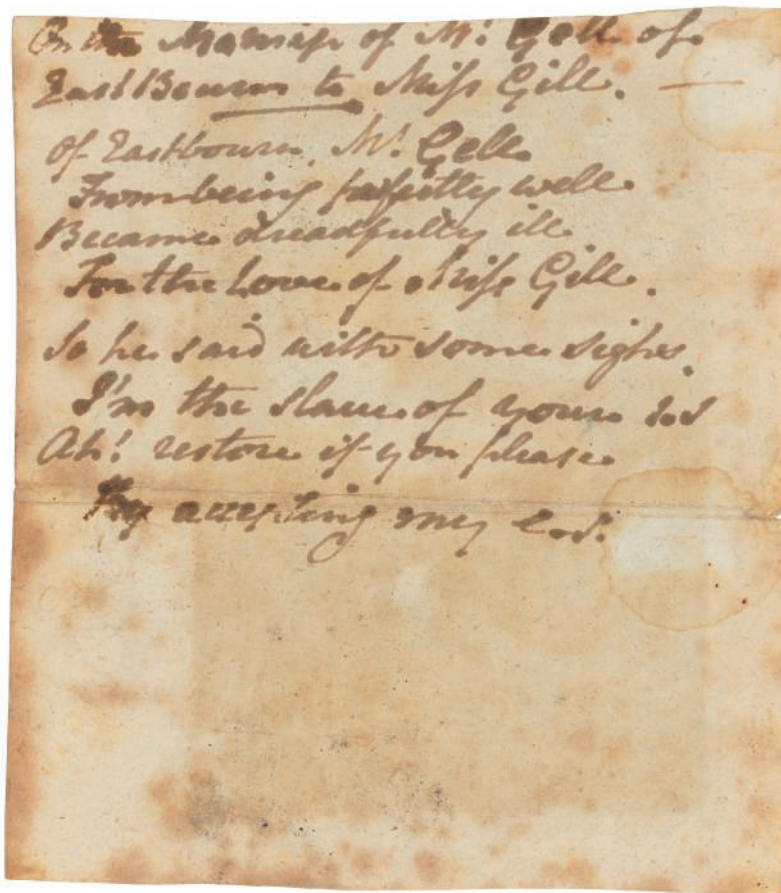 On the Marriage of Mr. Gell of
East Bourn to Miss Gill.
Of Eastbourn, Mr. Gell
From being perfectly well
Became dreadfully ill
For the Love of Miss Gill.
So he said with some sighs
I'm the slave of your i.s
Ah! restore if you please
By accepting my e.s.